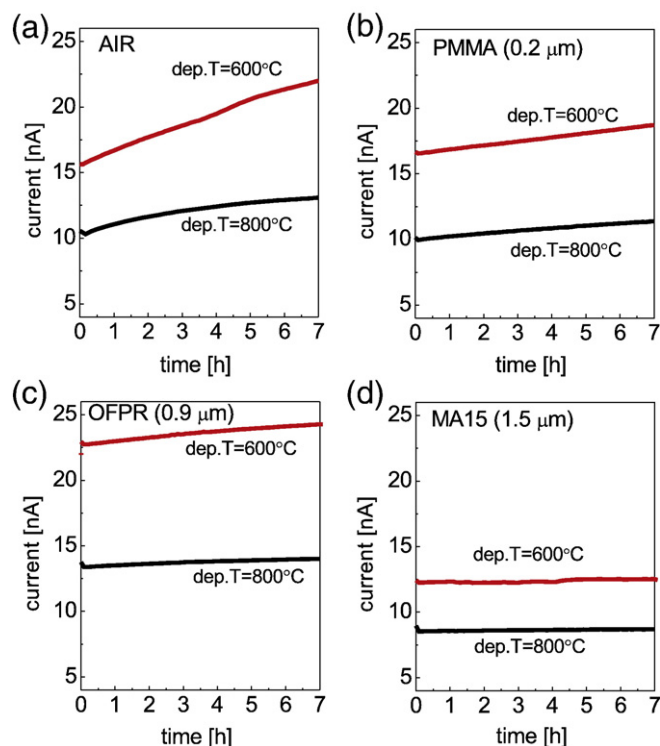 (a)
AIR
dep.T=600°C
dep.T=800°C
25
20
15
10
5
0 1 2 3 4 5 6 7
current [nA]
time [h]
(b)
PMMA (0.2 μm)
dep.T=600°C
dep.T=800°C
25
20
15
10
5
0 1 2 3 4 5 6 7
current [nA]
time [h]
(c)
OFPR (0.9 μm)
dep.T=600°C
dep.T=800°C
25
20
15
10
5
0 1 2 3 4 5 6 7
current [nA]
time [h]
(d)
MA15 (1.5 μm)
dep.T=600°C
dep.T=800°C
25
20
15
10
5
0 1 2 3 4 5 6 7
current [nA]
time [h]